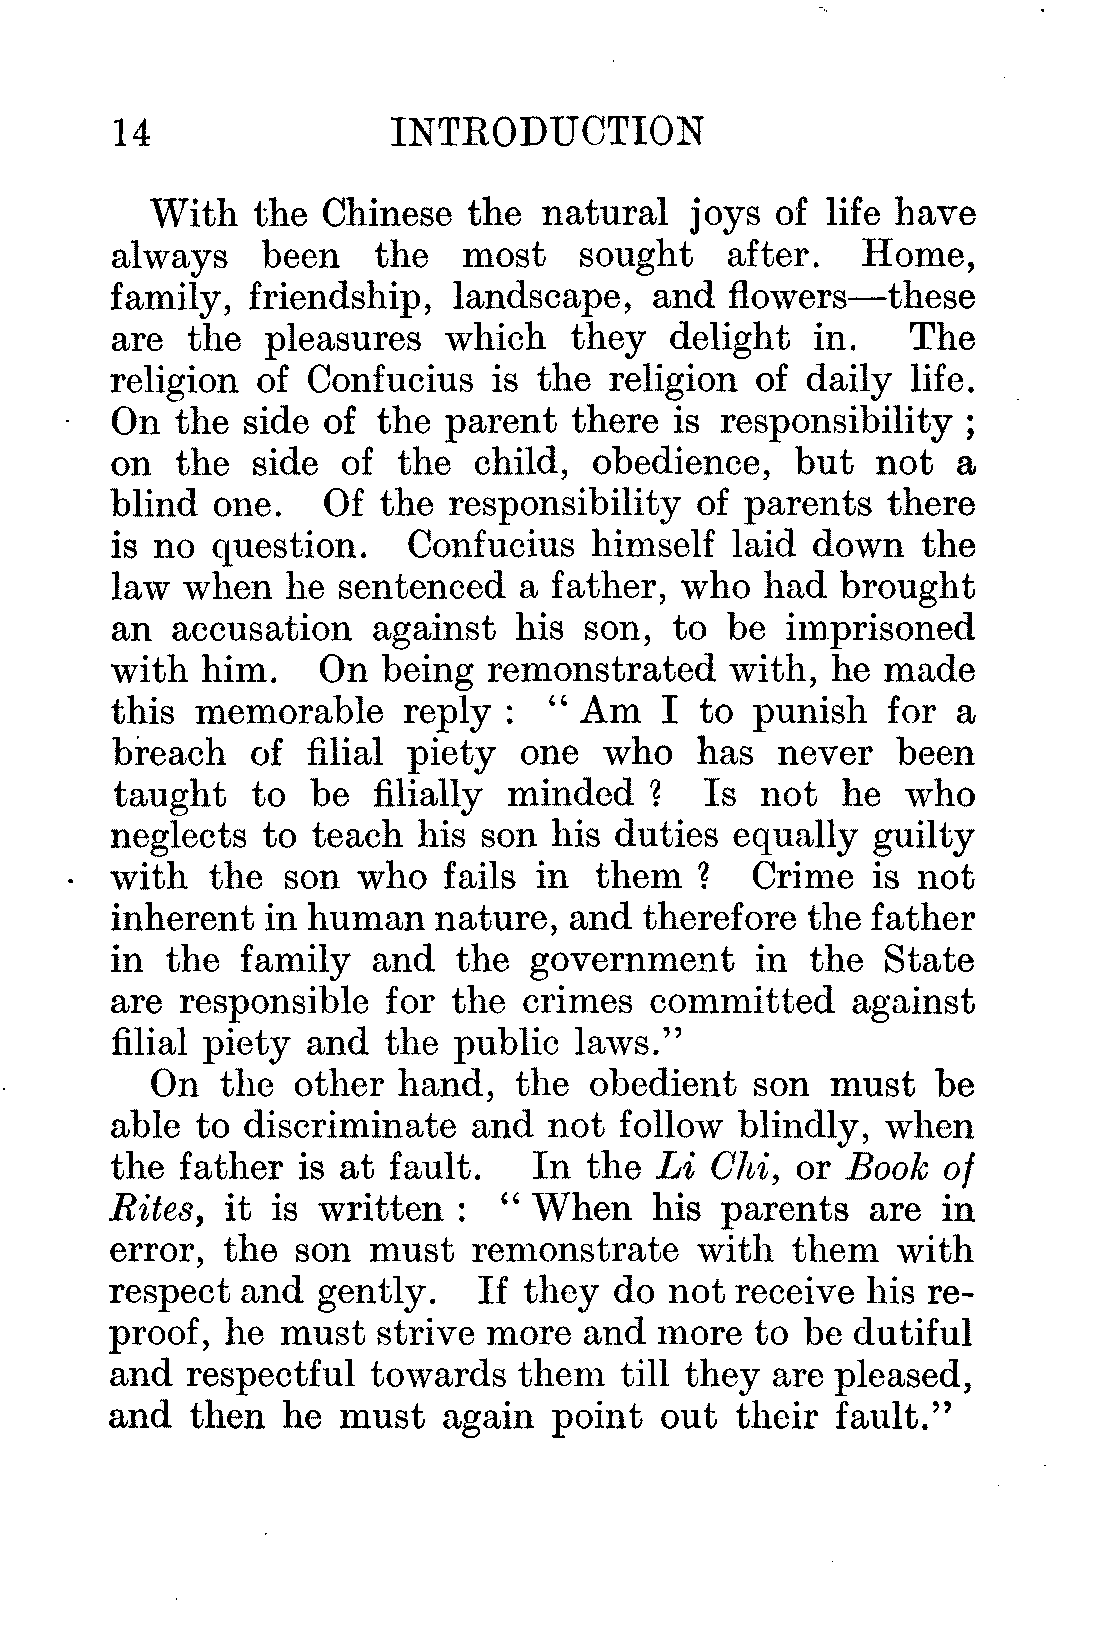 14 INTRODUCTION
With the Chinese the natural joys of life have
always been the most sought after. Home,
family, friendship, landscape, and flowers—these
are the pleasures which they delight in. The
religion of Confucius is the religion of daily life.
On the side of the parent there is responsibility ;
on the side of the child, obedience, but not a
blind one. Of the responsibility of parents there
is no question. Confucius himself laid down the
law when he sentenced a father, who had brought
an accusation against his son, to be imprisoned
with him. On being remonstrated with, he made
this memorable reply : “ Am I to punish for a
breach of filial piety one who has never been
taught to be filially minded ? Is not he who
neglects to teach his son his duties equally guilty
with the son who fails in them ? Crime is not
inherent in human nature, and therefore the father
in the family and the government in the State
are responsible for the crimes committed against
filial piety and the public laws.”
On the other hand, the obedient son must be
able to discriminate and not follow blindly, when
the father is at fault. In the Li Chi, or Book of
Rites, it is written : “ When his parents are in
error, the son must remonstrate with them with
respect and gently. If they do not receive his re-
proof, he must strive more and more to be dutiful
and respectful towards them till they are pleased,
and then he must again point out their fault.”